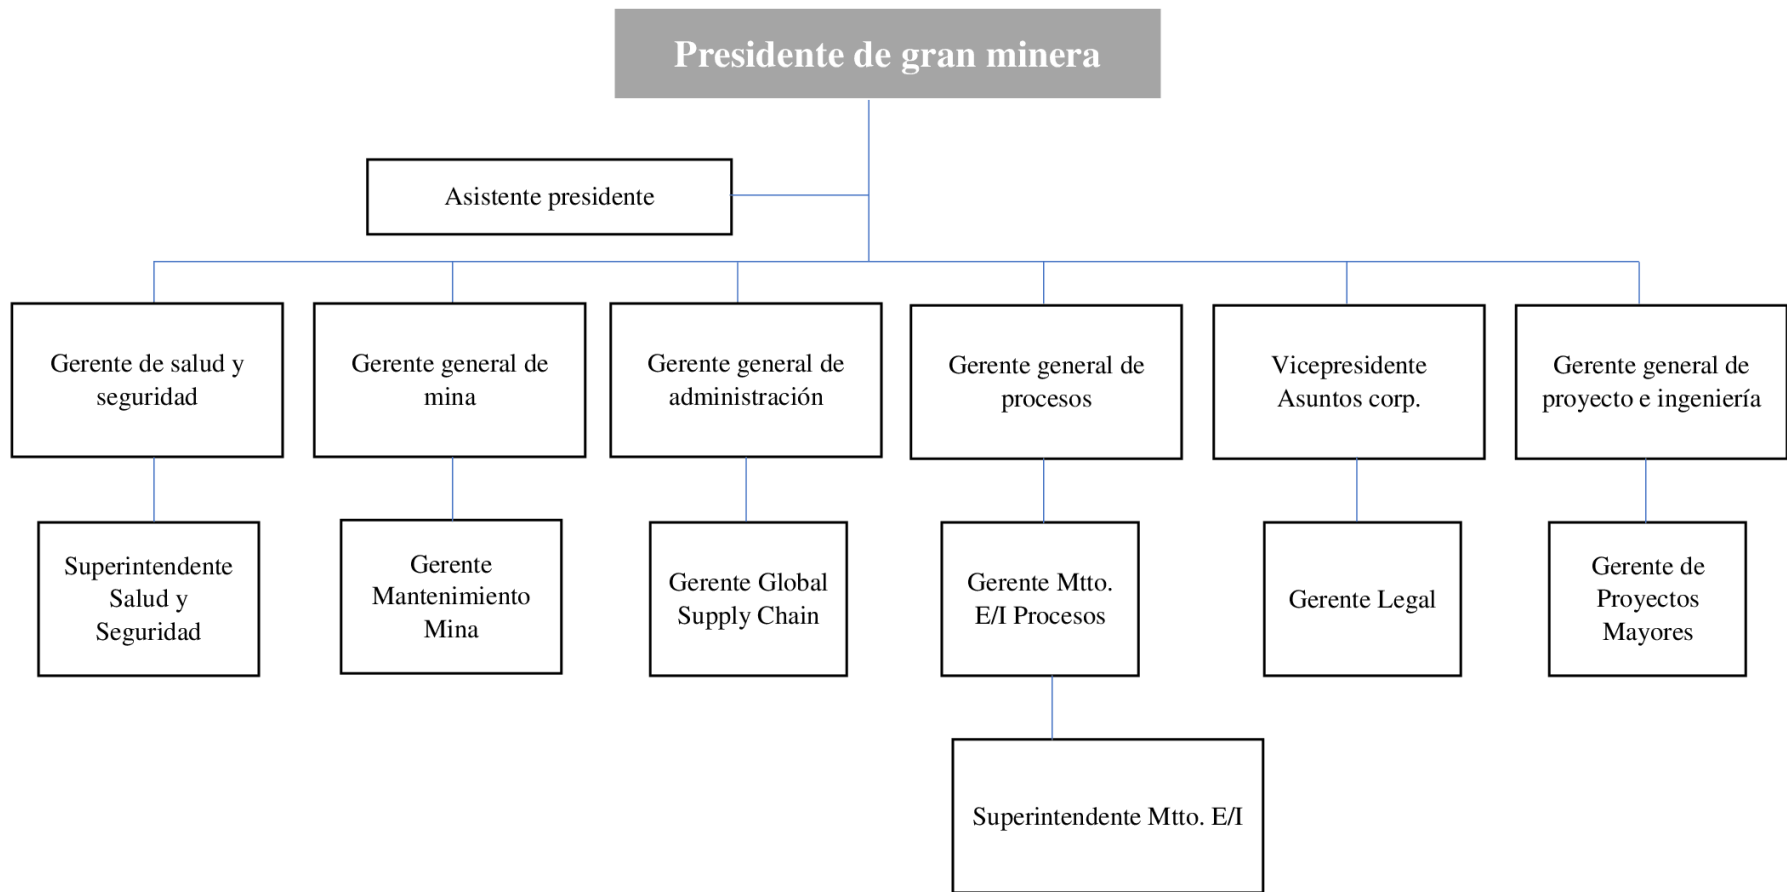 Presidente de gran minera
Asistente presidente
Gerente de salud y
seguridad
Gerente general de
mina
Gerente general de
administración
Gerente general de
procesos
Vicepresidente
Asuntos corp.
Gerente general de
proyecto e ingeniería
Superintendente
Salud y
Seguridad
Gerente
Mantenimiento
Mina
Gerente Global
Supply Chain
Gerente Mtto.
E/I Procesos
Gerente Legal
Gerente de
Proyectos
Mayores
Superintendente Mtto. E/I